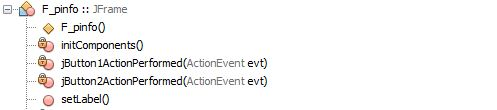 F_pinfo :: JFrame
F_pinfo()
initComponents()
jButton1ActionPerformed(ActionEvent evt)
jButton2ActionPerformed(ActionEvent evt)
setLabel()